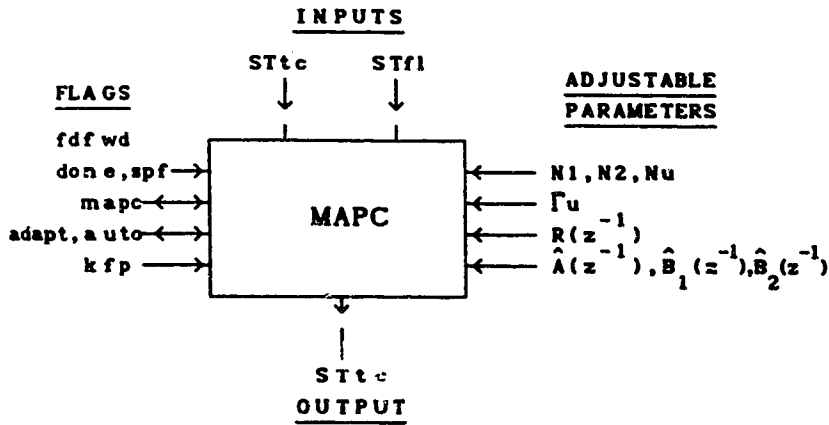 INPUTS
STtc STfl
FLAGS
ADJUSTABLE
PARAMETERS
fdfwd
done,spf
mapc
adapt,auto
kfp
MAPC
N1,N2,Nu
Γu
R(z⁻¹)
Â(z⁻¹),B̂₁(z⁻¹),B̂₂(z⁻¹)
STtc
OUTPUT